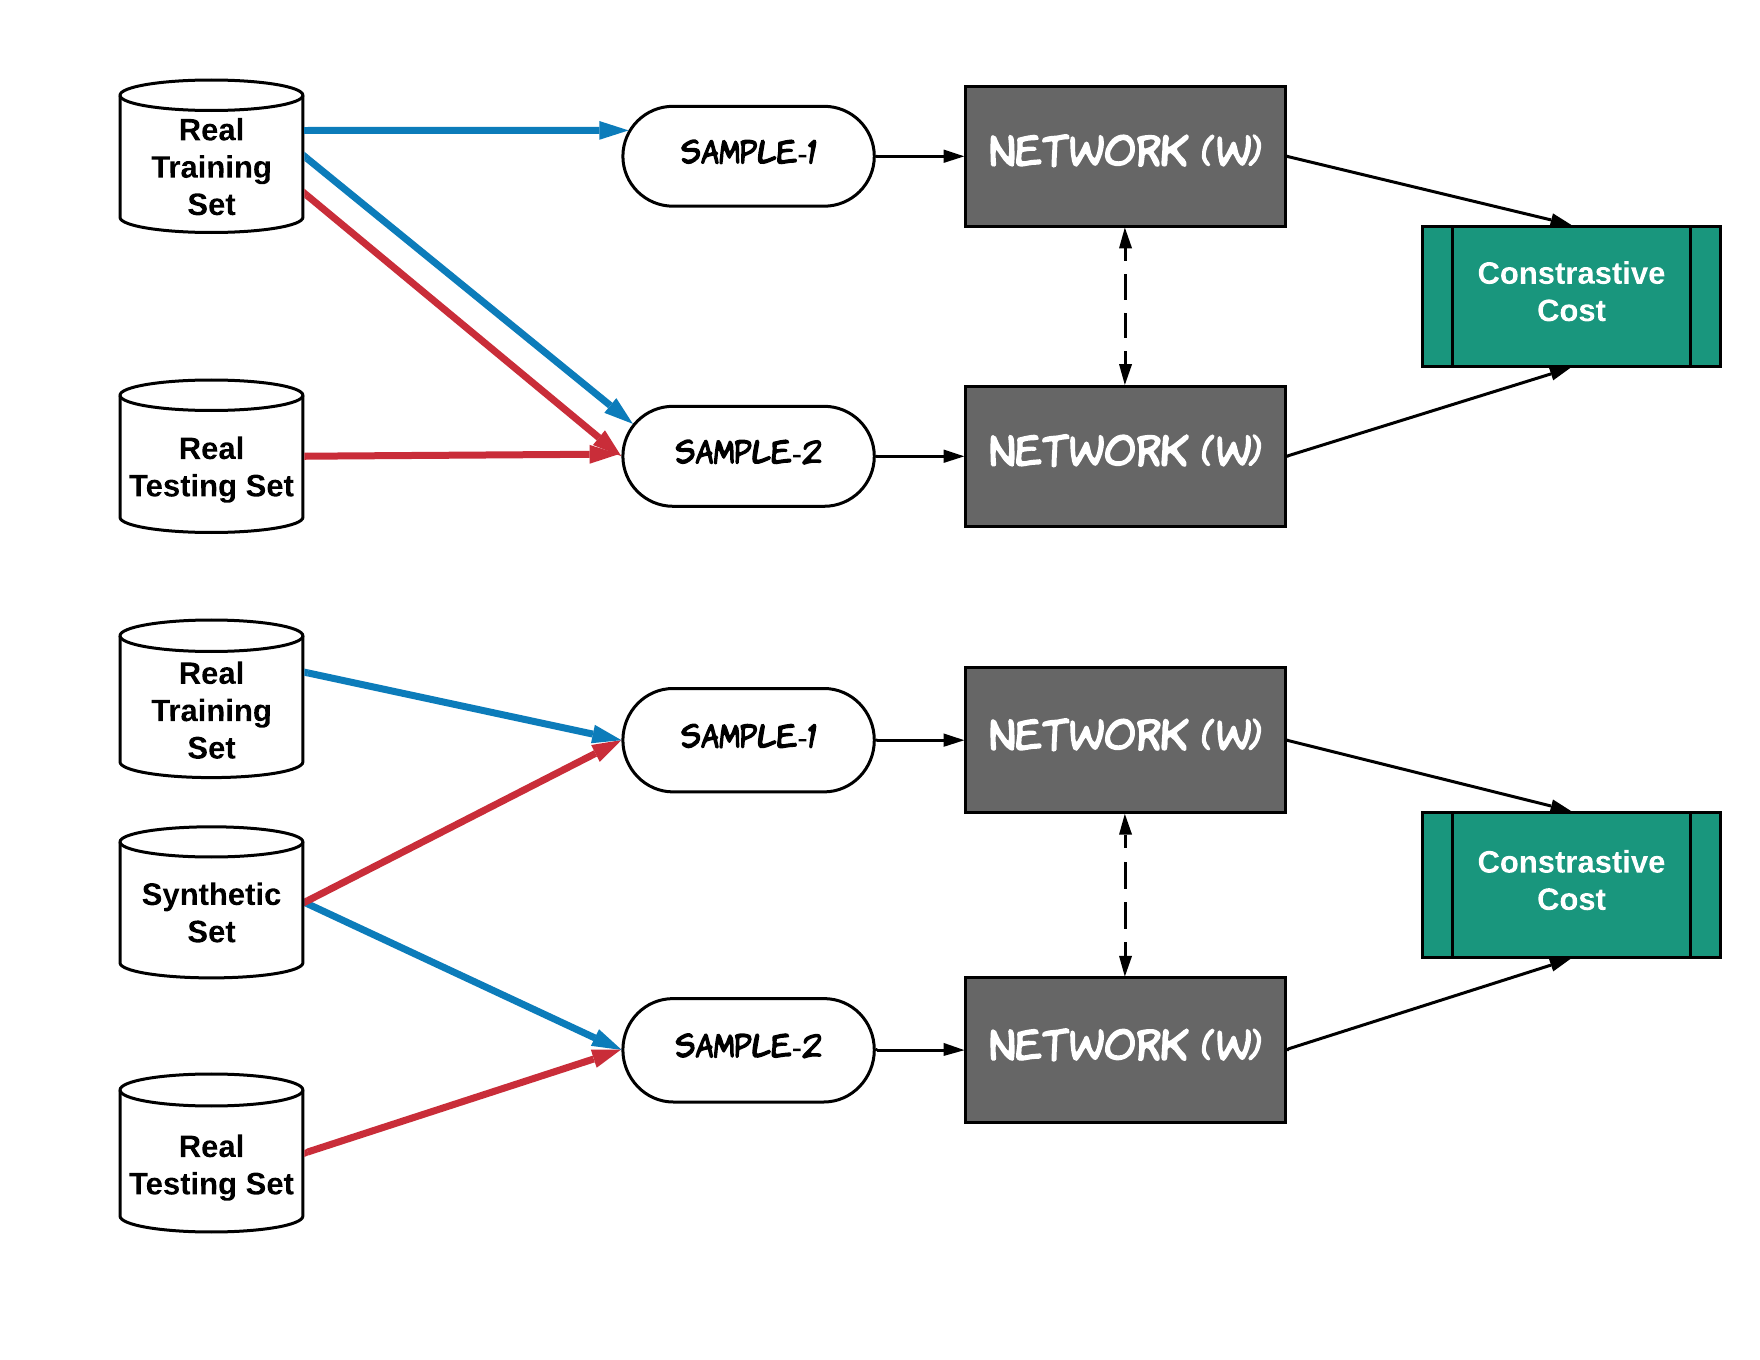 Real
Training
Set
SAMPLE-1
NETWORK (W)
Constrastive
Cost
Real
Testing Set
SAMPLE-2
NETWORK (W)
Real
Training
Set
SAMPLE-1
NETWORK (W)
Synthetic
Set
Constrastive
Cost
SAMPLE-2
NETWORK (W)
Real
Testing Set